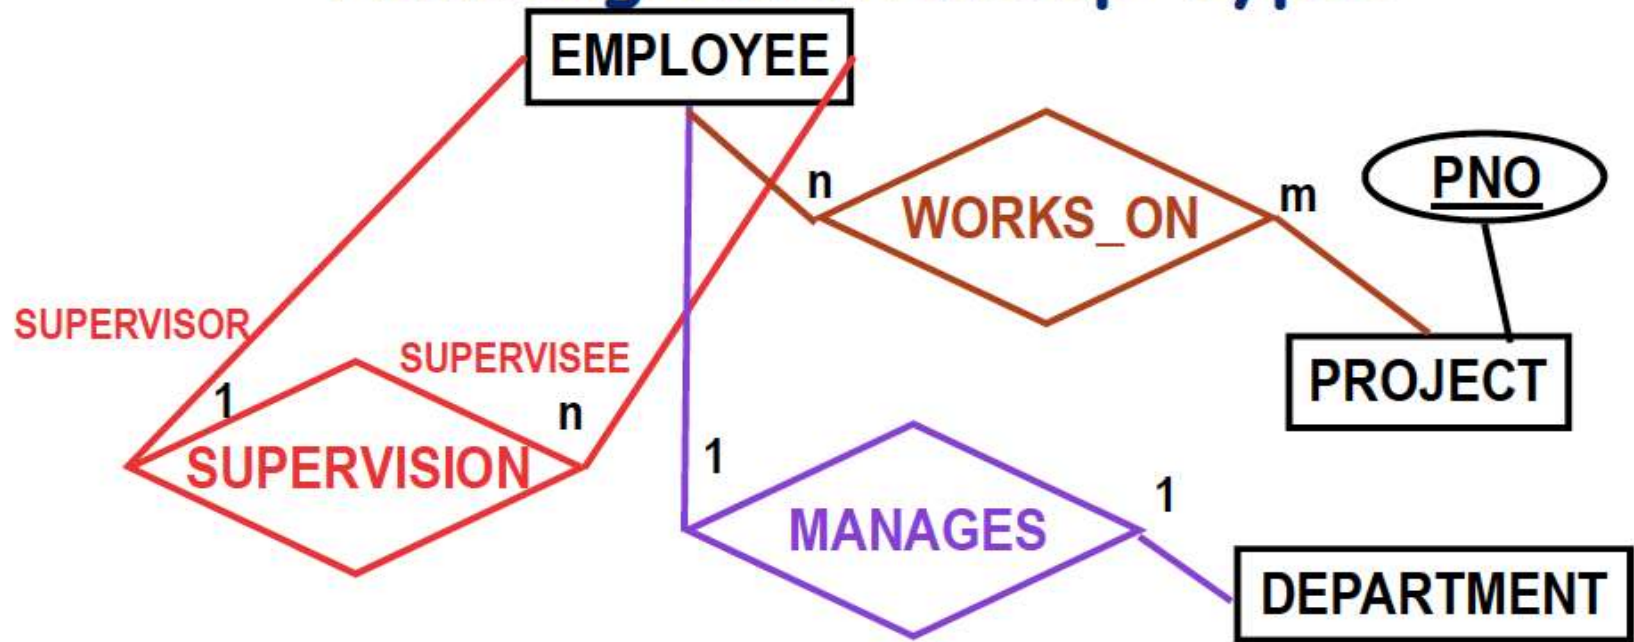 EMPLOYEE
n
WORKS_ON
m
PNO
SUPERVISOR
SUPERVISEE
1
n
PROJECT
SUPERVISION
1
MANAGES
1
DEPARTMENT